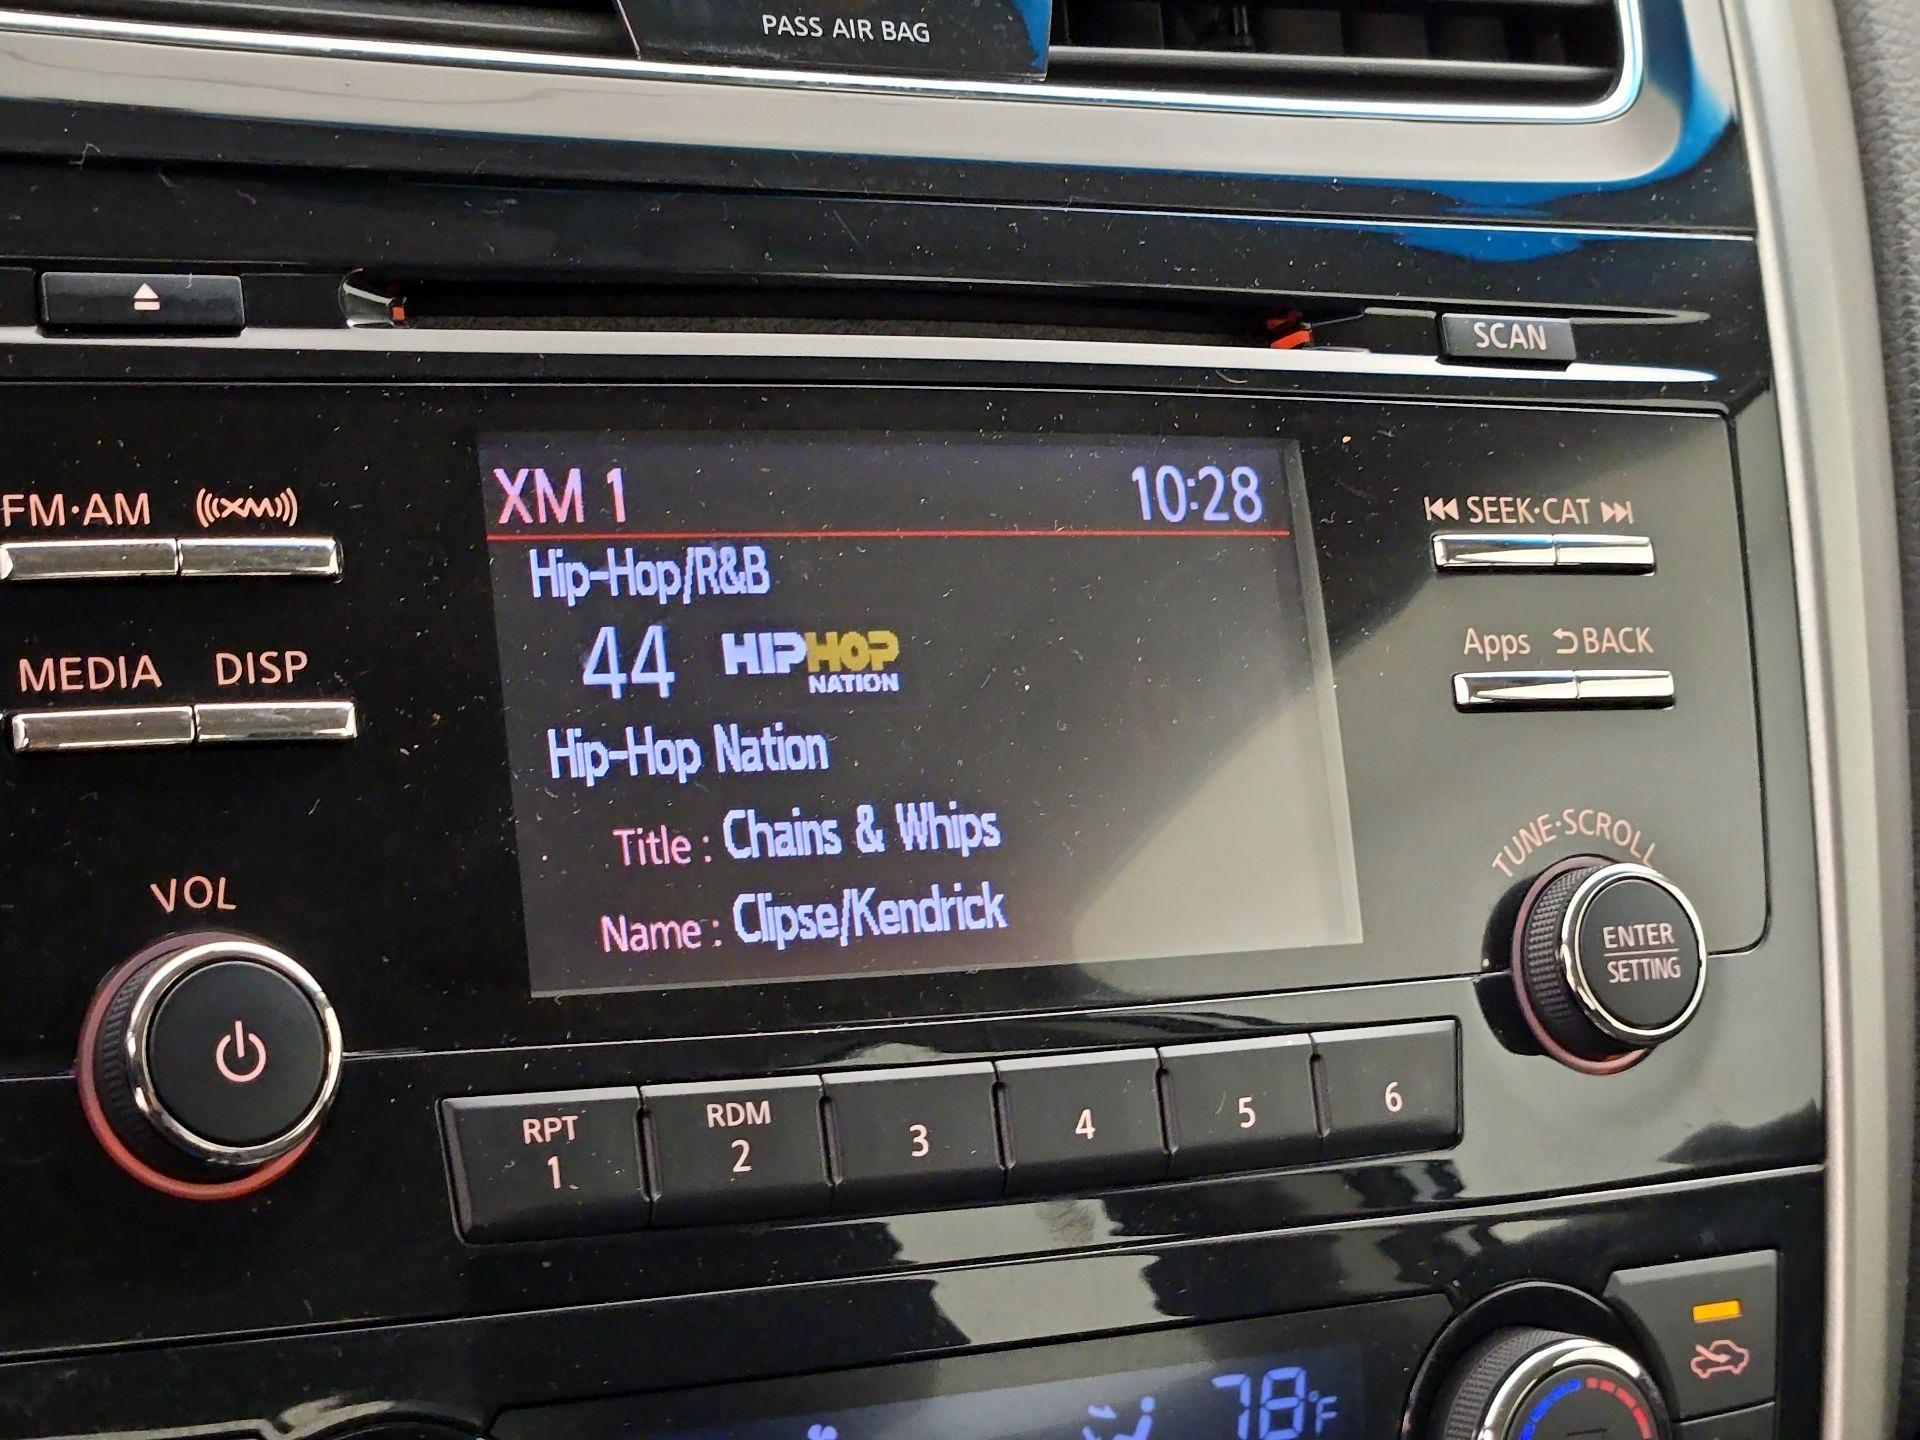 PASS AIR BAG
SCAN
FM·AM
XM
XM 1 10:28
SEEK·CAT
Hip-Hop/R&B
44 HIPHOP NATION
Apps BACK
MEDIA DISP
Hip-Hop Nation
Title : Chains & Whips
Name : Clipse/Kendrick
TUNE·SCROLL
VOL
ENTER
SETTING
RPT
1
RDM
2
3
4
5
6
78°F